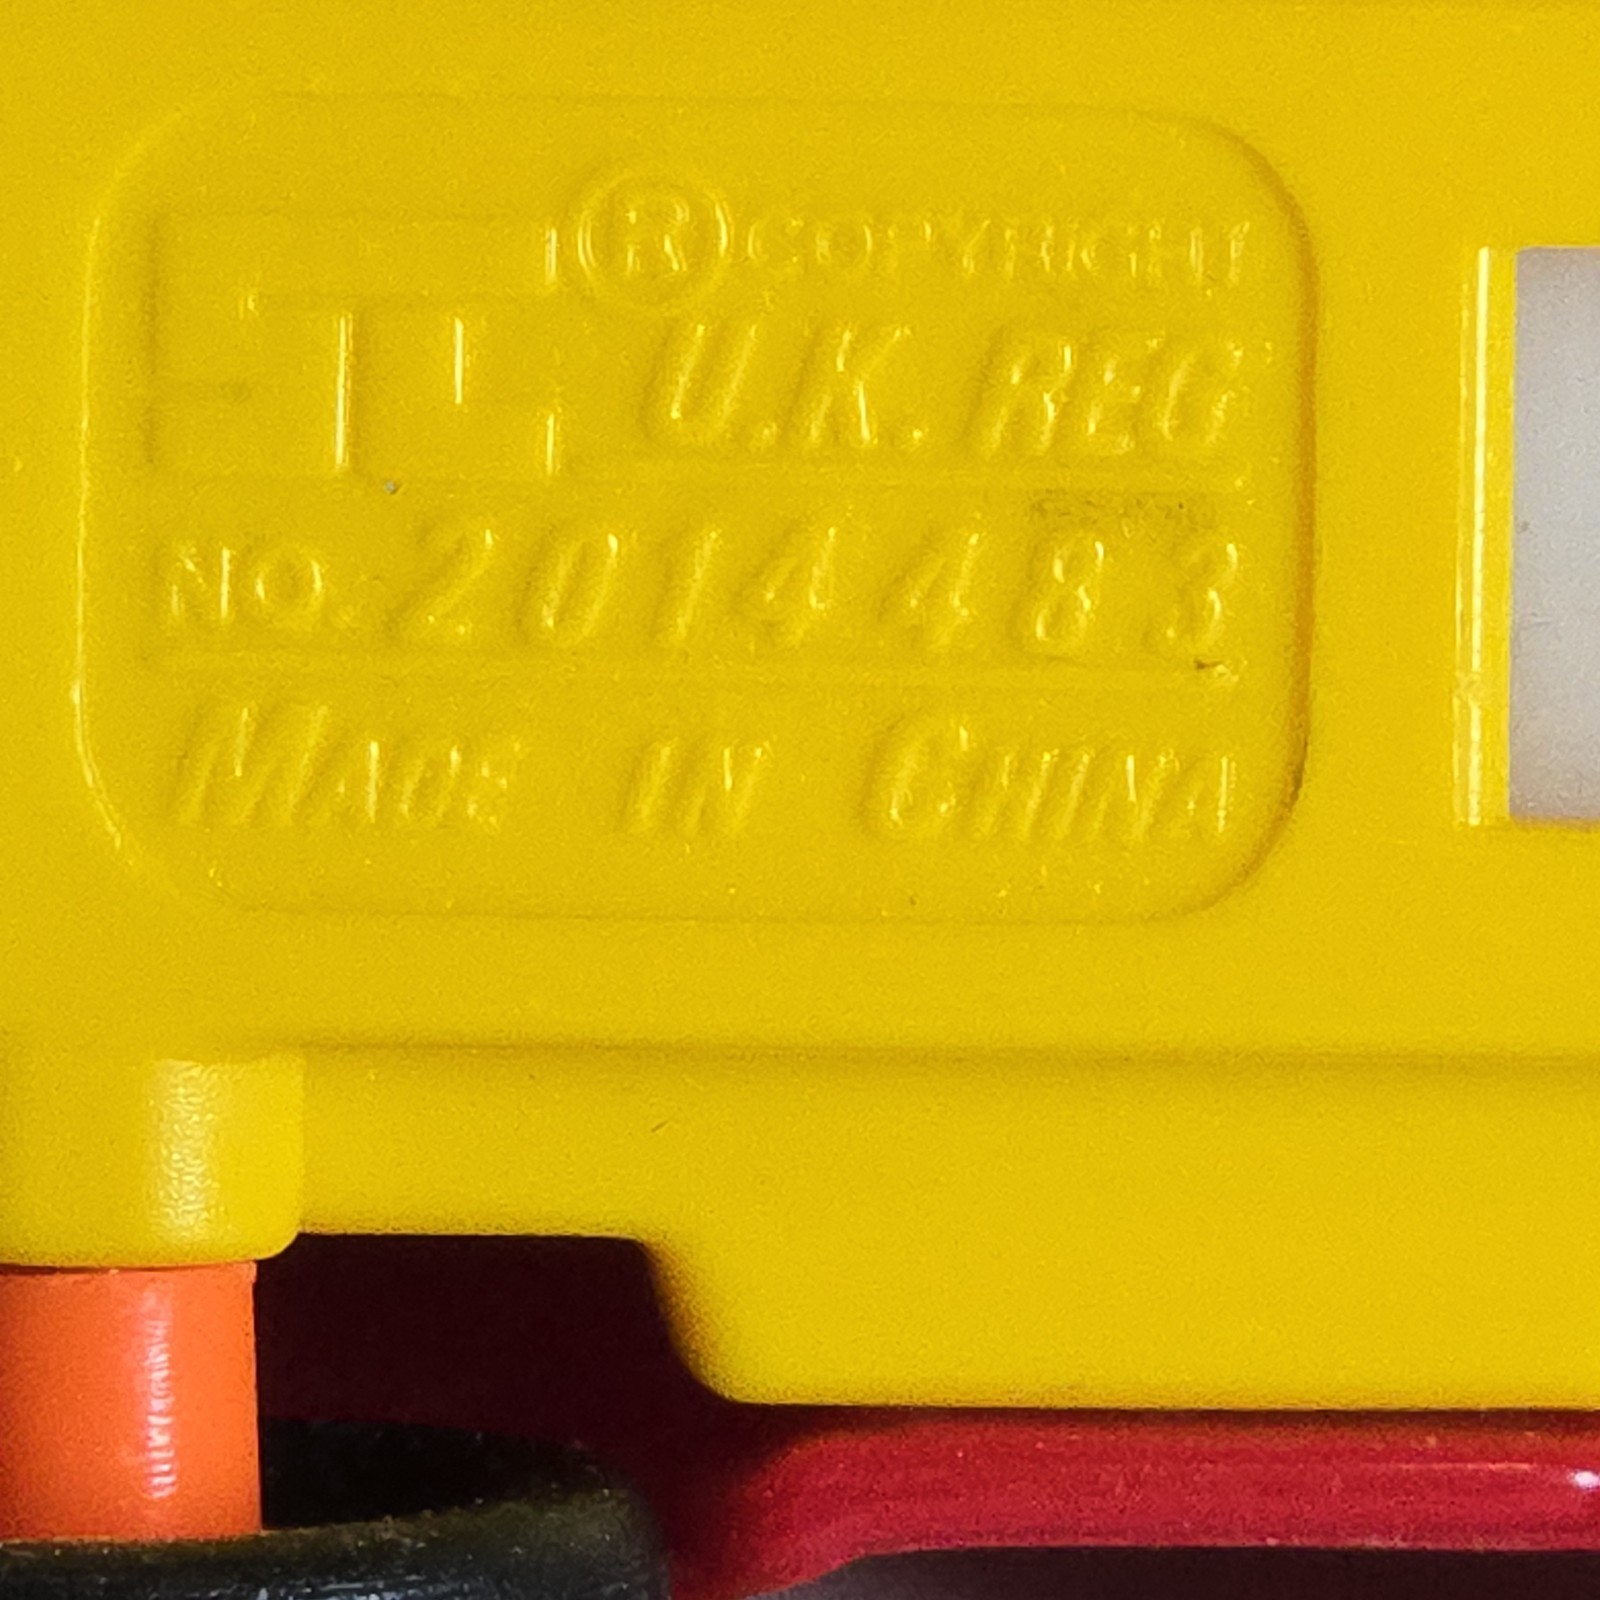 ® COPYRIGHT
U.K. REG
NO. 2014483
MADE IN CHINA